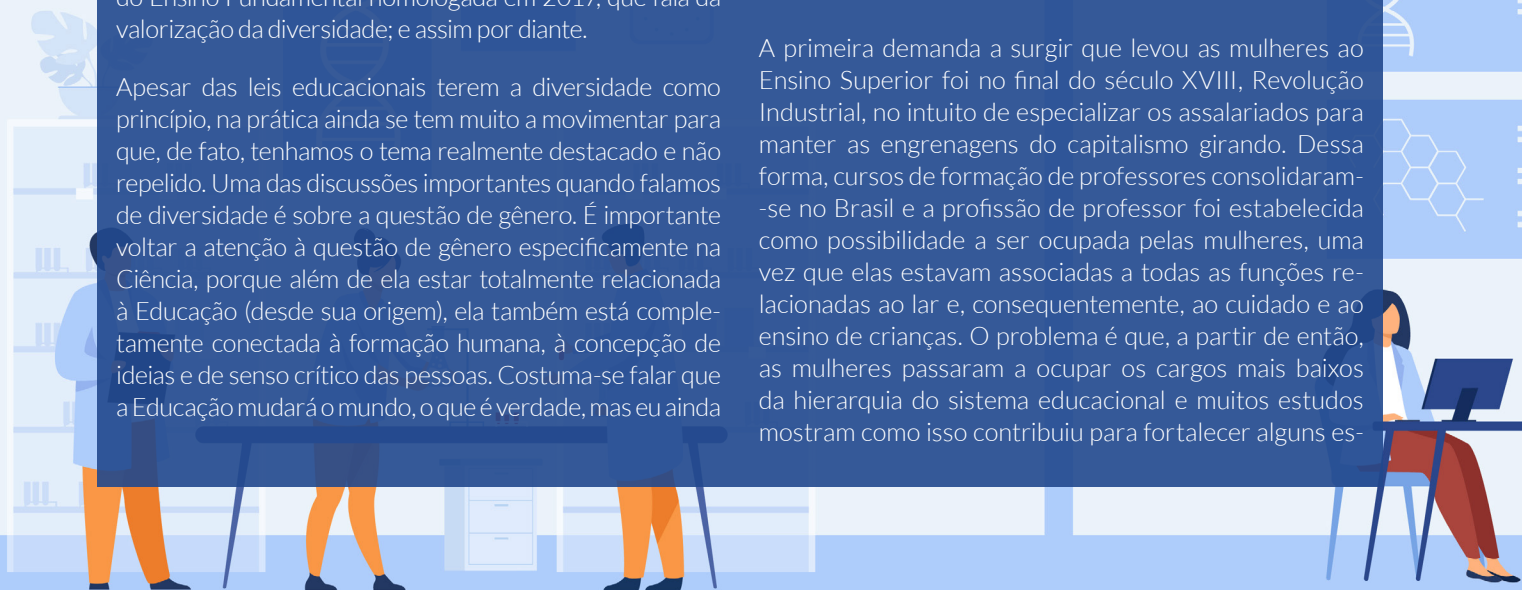 do Ensino Fundamental homologada em 2017, que fala da
valorização da diversidade; e assim por diante.
Apesar das leis educacionais terem a diversidade como
princípio, na prática ainda se tem muito a movimentar para
que, de fato, tenhamos o tema realmente destacado e não
repelido. Uma das discussões importantes quando falamos
de diversidade é sobre a questão de gênero. É importante
voltar a atenção à questão de gênero especificamente na
Ciência, porque além de ela estar totalmente relacionada
à Educação (desde sua origem), ela também está comple-
tamente conectada à formação humana, à concepção de
ideias e de senso crítico das pessoas. Costuma-se falar que
a Educação mudará o mundo, o que é verdade, mas eu ainda
A primeira demanda a surgir que levou as mulheres ao
Ensino Superior foi no final do século XVIII, Revolução
Industrial, no intuito de especializar os assalariados para
manter as engrenagens do capitalismo girando. Dessa
forma, cursos de formação de professores consolidaram-
-se no Brasil e a profissão de professor foi estabelecida
como possibilidade a ser ocupada pelas mulheres, uma
vez que elas estavam associadas a todas as funções re-
lacionadas ao lar e, consequentemente, ao cuidado e ao
ensino de crianças. O problema é que, a partir de então,
as mulheres passaram a ocupar os cargos mais baixos
da hierarquia do sistema educacional e muitos estudos
mostram como isso contribuiu para fortalecer alguns es-